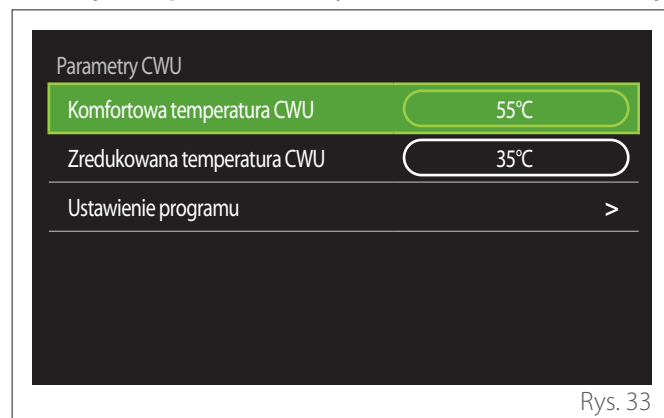 Parametry CWU
Komfortowa temperatura CWU 55°C
Zredukowana temperatura CWU 35°C
Ustawienie programu >
Rys. 33